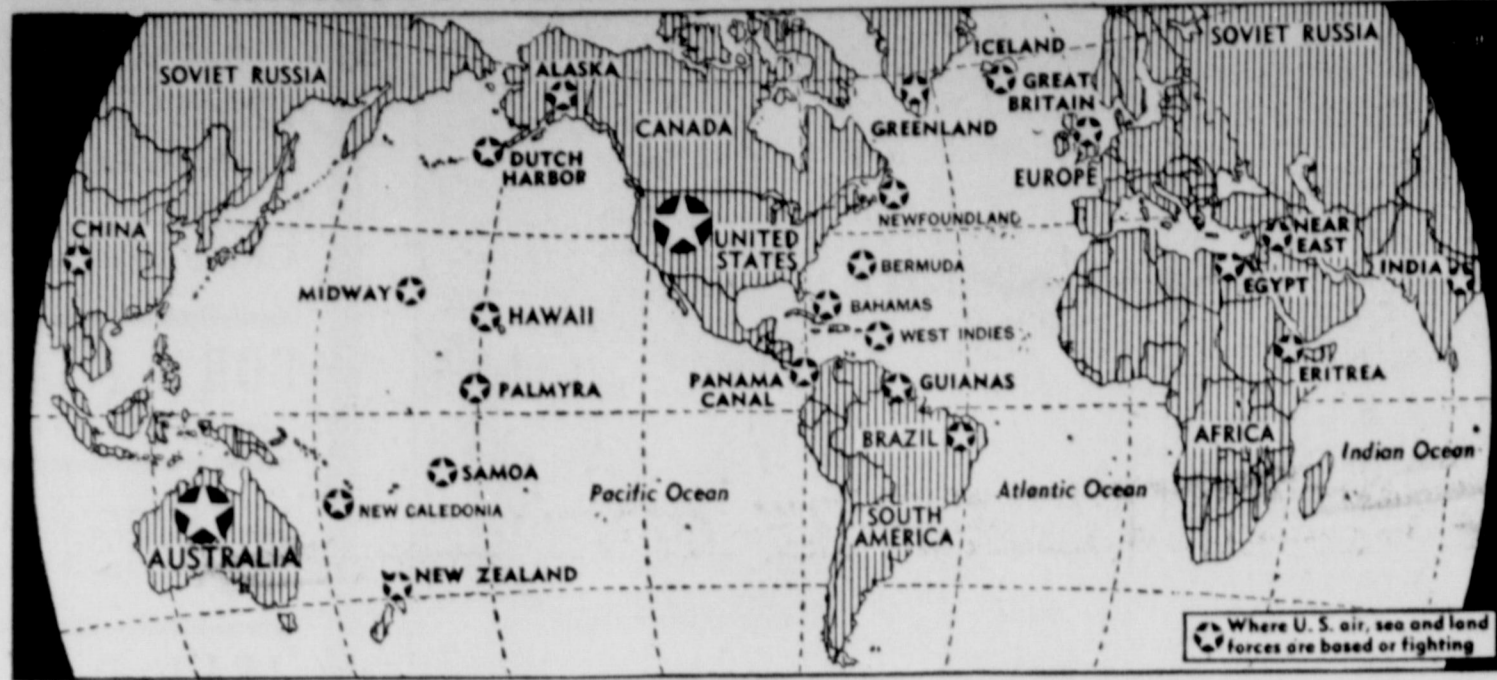 SOVIET RUSSIA
ALASKA
CANADA
DUTCH
HARBOR
GREENLAND
ICELAND
GREAT
BRITAIN
SOVIET RUSSIA
EUROPE
NEWFOUNDLAND
CHINA
UNITED
STATES
NEAR
EAST
INDIA
EGYPT
BERMUDA
MIDWAY
HAWAII
BAHAMAS
WEST INDIES
PALMYRA
PANAMA
CANAL
GUIANAS
ERITREA
BRAZIL
AFRICA
Indian Ocean
SAMOA
NEW CALEDONIA
Pacific Ocean
Atlantic Ocean
SOUTH
AMERICA
AUSTRALIA
NEW ZEALAND
Where U. S. air, sea and land
forces are based or fighting